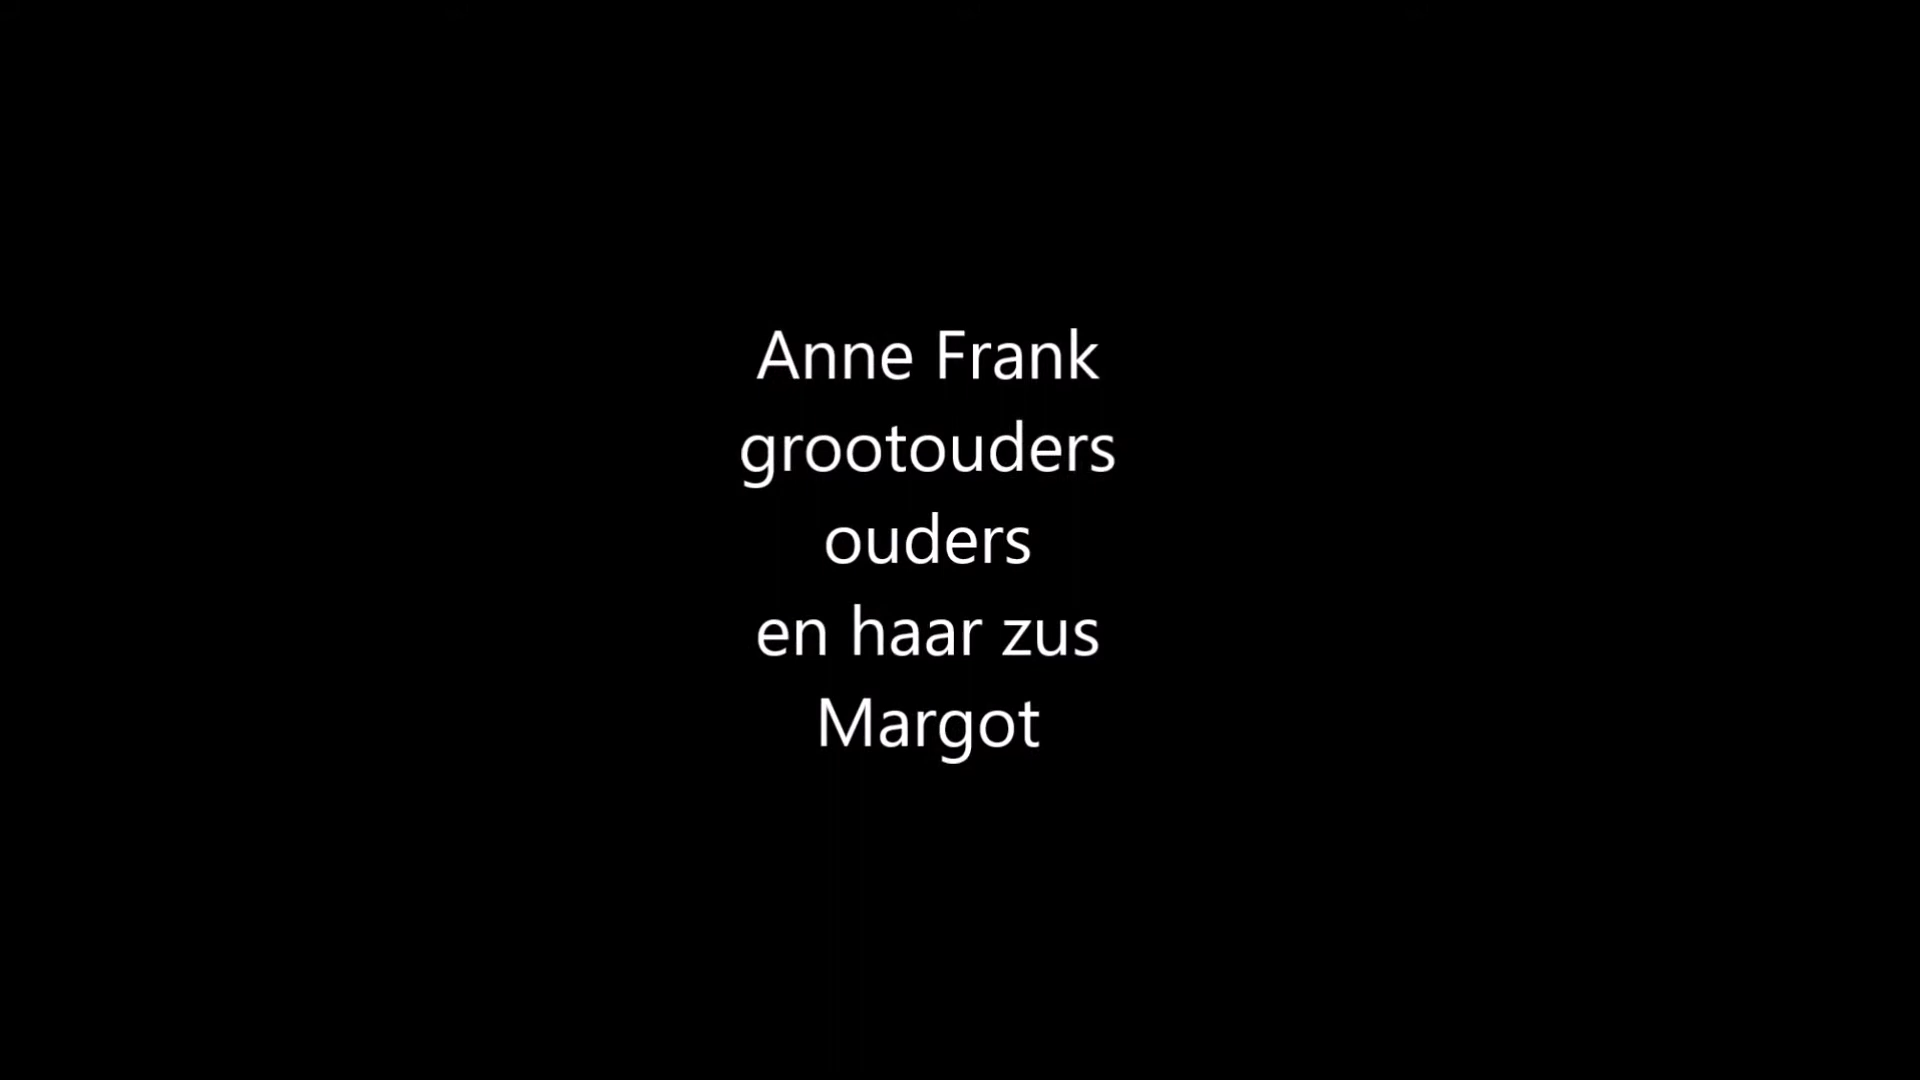 Anne Frank
grootouders
ouders
en haar zus
Margot